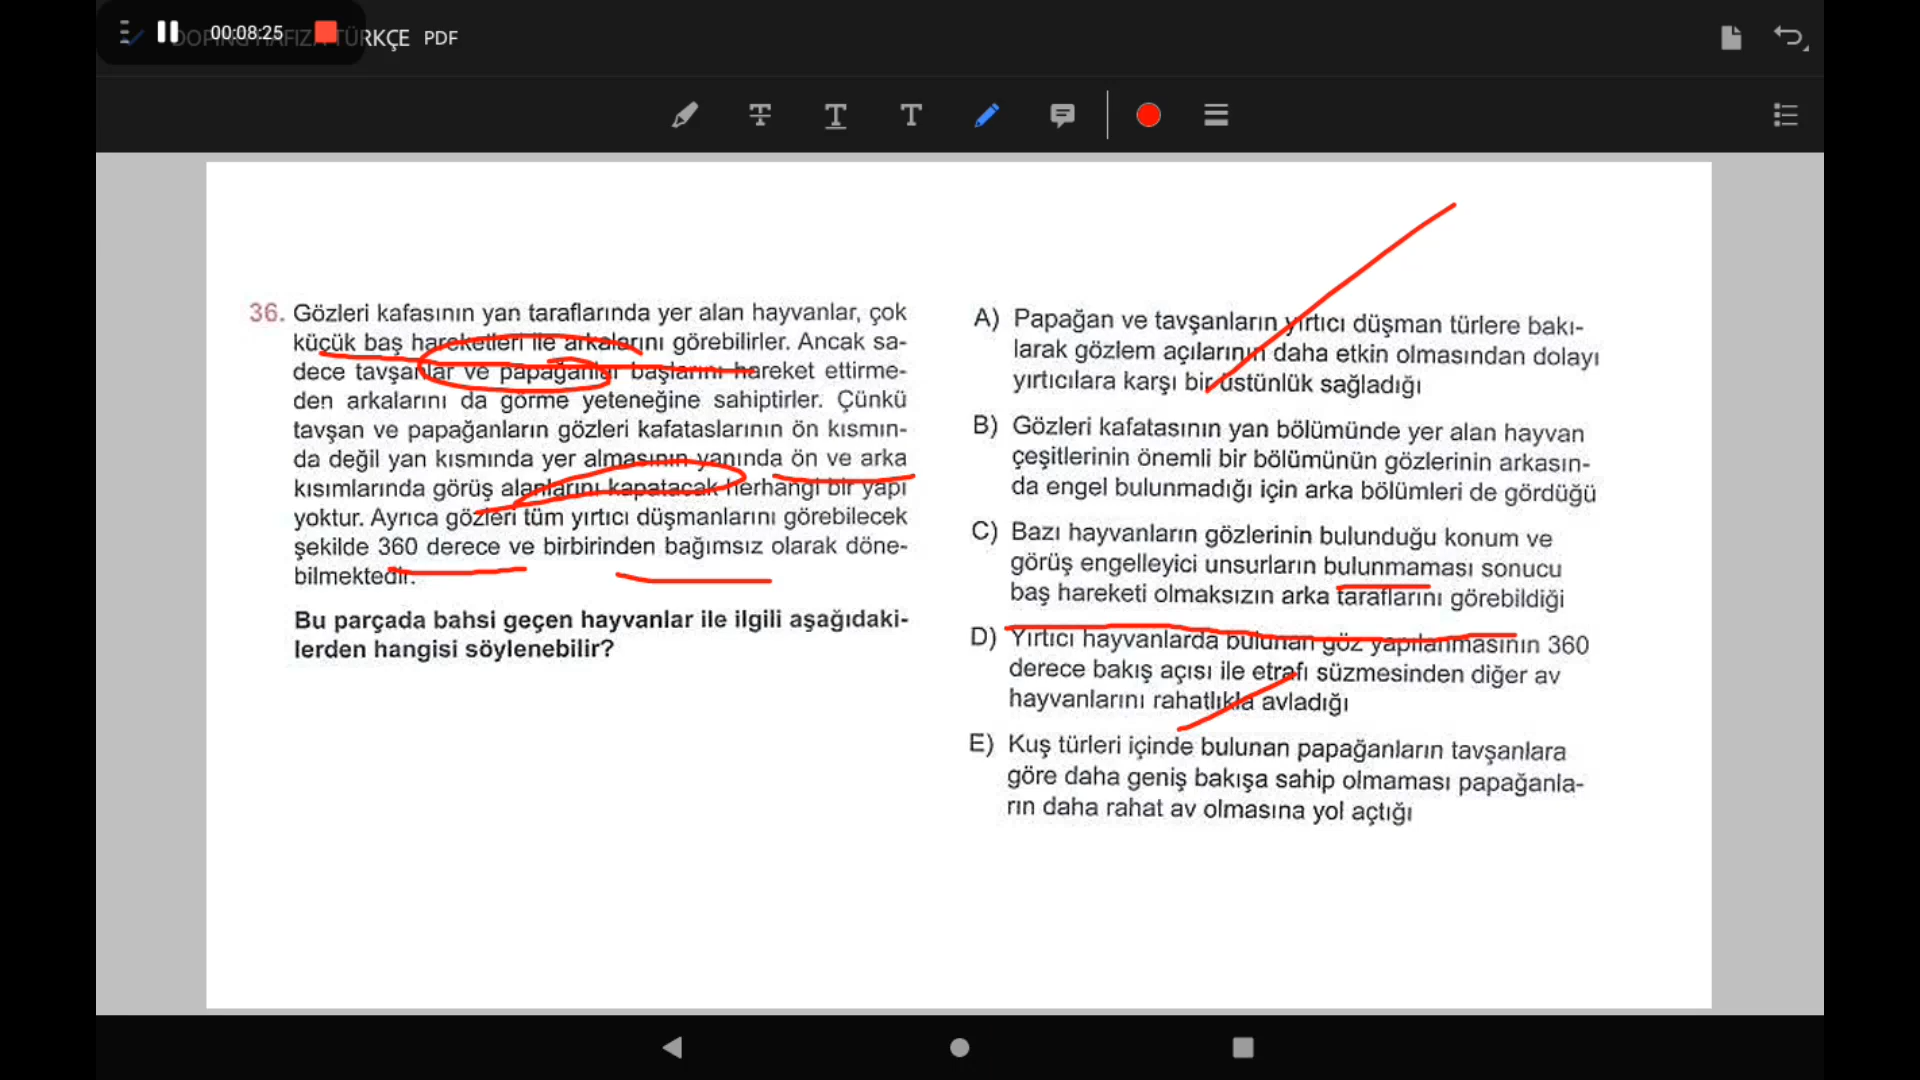 00:08:25
DOPING HAFIZA TÜRKÇE PDF
36. Gözleri kafasının yan taraflarında yer alan hayvanlar, çok
küçük baş hareketleri ile arkalarını görebilirler. Ancak sa-
dece tavşanlar ve papağanlar başlarını hareket ettirme-
den arkalarını da görme yeteneğine sahiptirler. Çünkü
tavşan ve papağanların gözleri kafataslarının ön kısmın-
da değil yan kısmında yer almasının yanında ön ve arka
kısımlarında görüş alanlarını kapatacak herhangi bir yapı
yoktur. Ayrıca gözleri tüm yırtıcı düşmanlarını görebilecek
şekilde 360 derece ve birbirinden bağımsız olarak döne-
bilmektedir.
Bu parçada bahsi geçen hayvanlar ile ilgili aşağıdaki-
lerden hangisi söylenebilir?
A) Papağan ve tavşanların yırtıcı düşman türlere bakı-
larak gözlem açılarının daha etkin olmasından dolayı
yırtıcılara karşı bir üstünlük sağladığı
B) Gözleri kafatasının yan bölümünde yer alan hayvan
çeşitlerinin önemli bir bölümünün gözlerinin arkasın-
da engel bulunmadığı için arka bölümleri de gördüğü
C) Bazı hayvanların gözlerinin bulunduğu konum ve
görüş engelleyici unsurların bulunmaması sonucu
baş hareketi olmaksızın arka taraflarını görebildiği
D) Yırtıcı hayvanlarda bulunan göz yapılanmasının 360
derece bakış açısı ile etrafı süzmesinden diğer av
hayvanlarını rahatlıkla avladığı
E) Kuş türleri içinde bulunan papağanların tavşanlara
göre daha geniş bakışa sahip olmaması papağanla-
rın daha rahat av olmasına yol açtığı